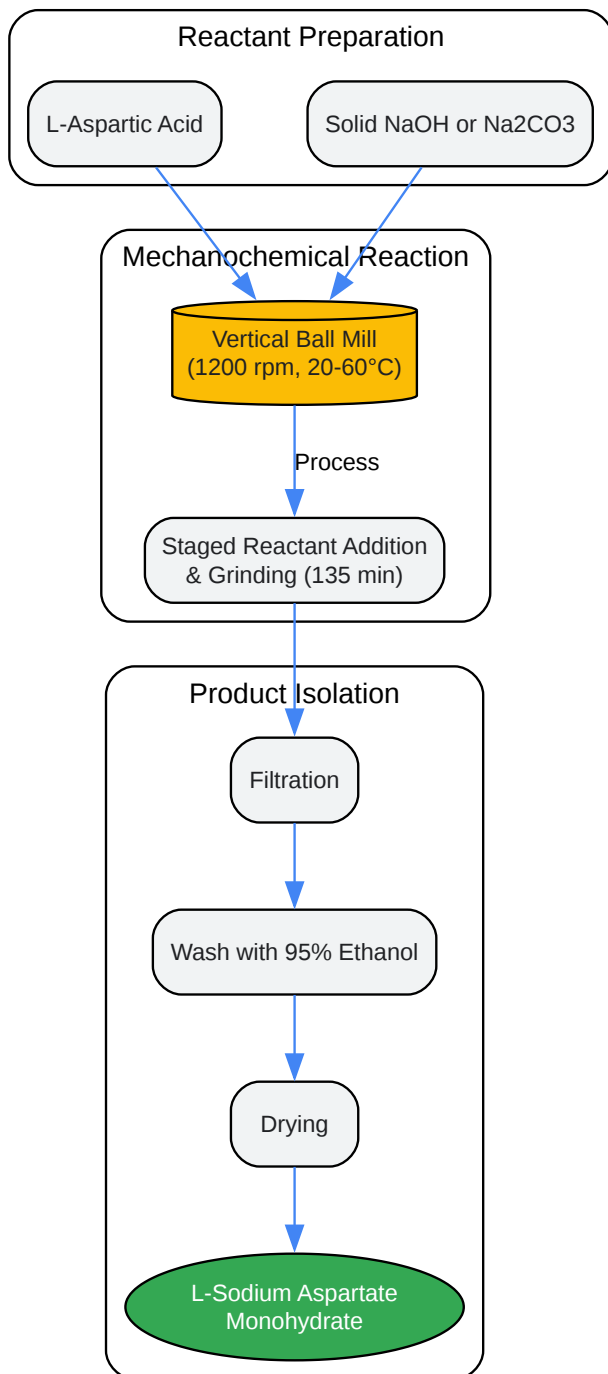 Reactant Preparation
L-Aspartic Acid
Solid NaOH or Na2CO3
Mechanochemical Reaction
Vertical Ball Mill
(1200 rpm, 20-60°C)
Process
Staged Reactant Addition
& Grinding (135 min)
Product Isolation
Filtration
Wash with 95% Ethanol
Drying
L-Sodium Aspartate
Monohydrate